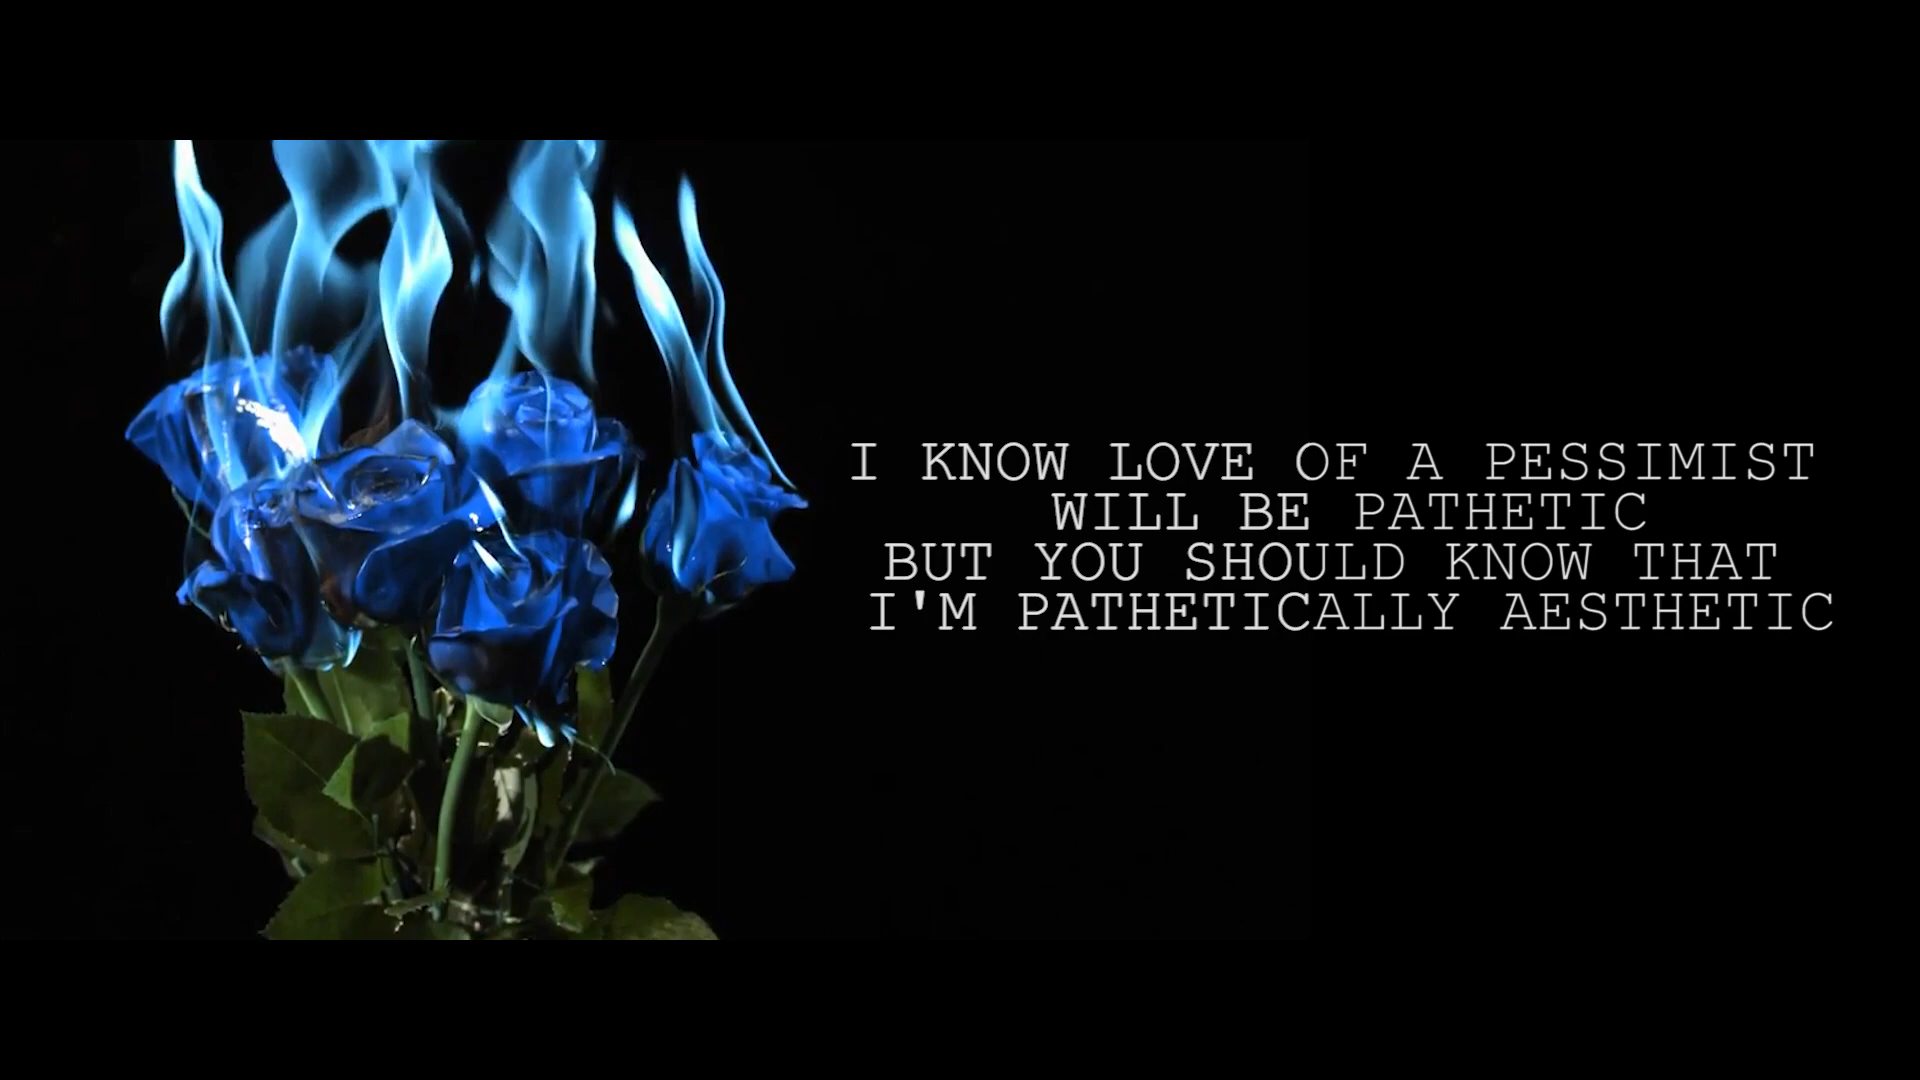 I KNOW LOVE OF A PESSIMIST
WILL BE PATHETIC
BUT YOU SHOULD KNOW THAT
I'M PATHETICALLY AESTHETIC